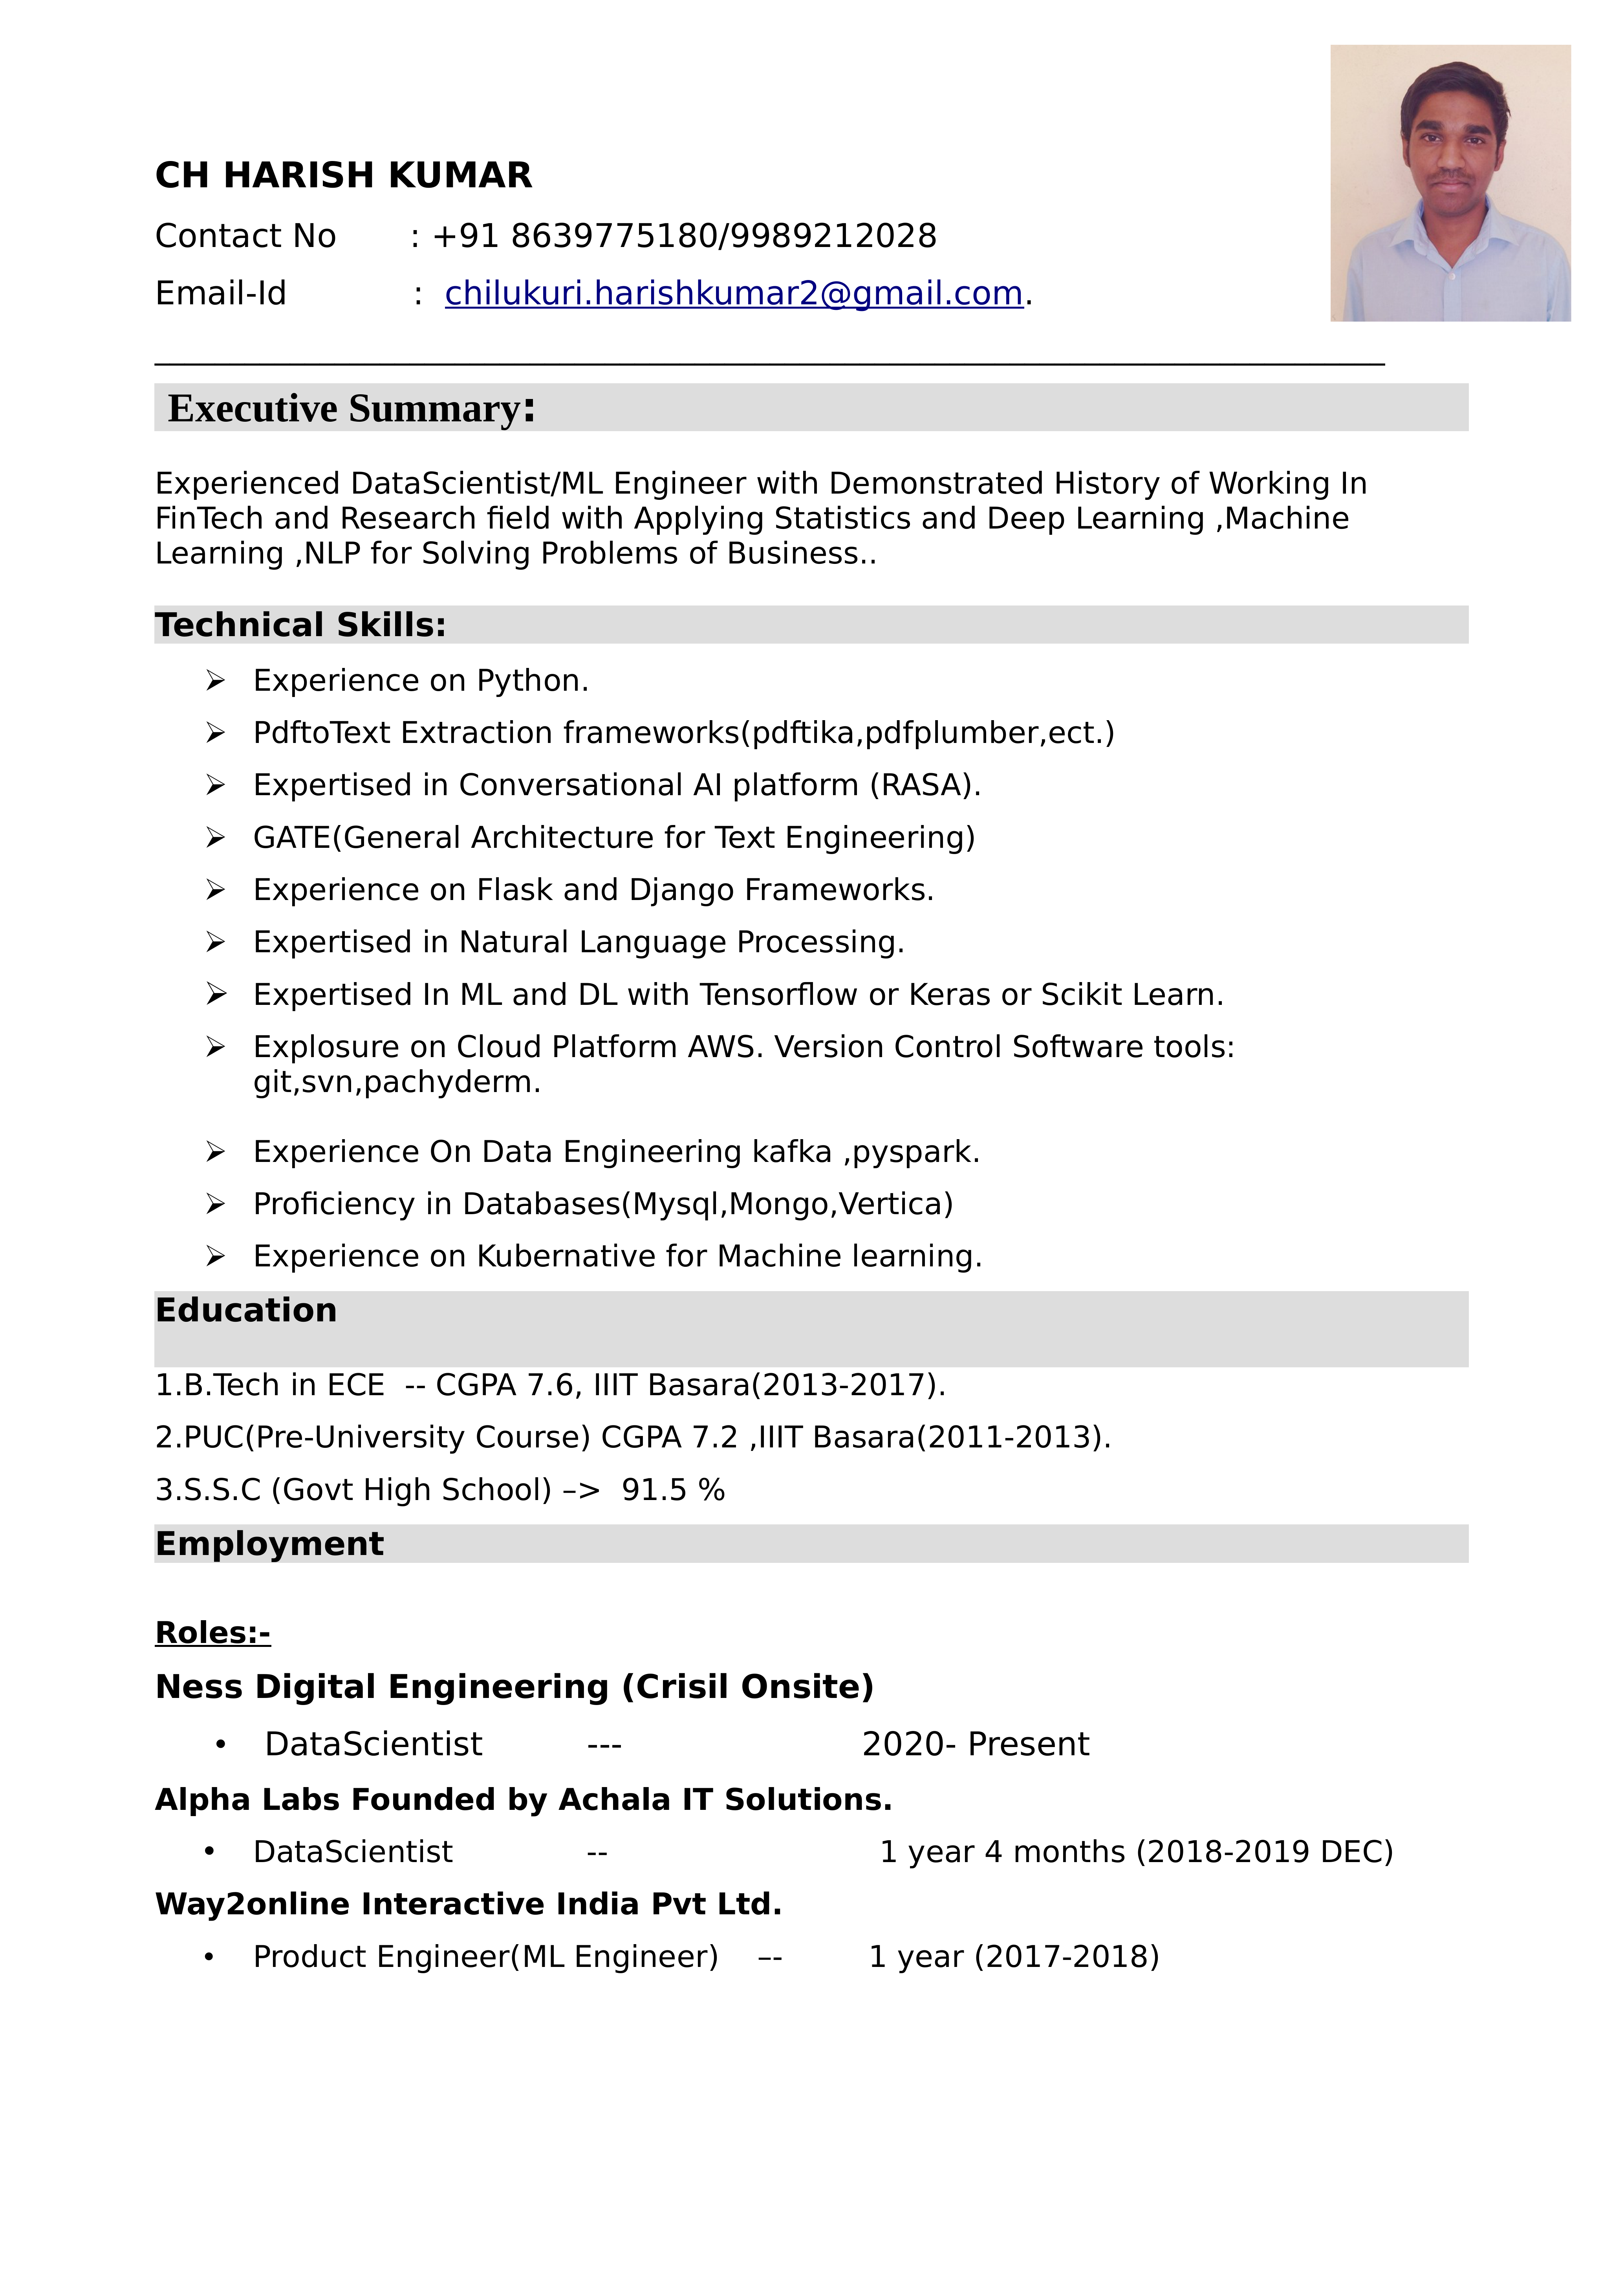 CH HARISH KUMAR
Contact No : +91 8639775180/9989212028
Email-Id : chilukuri.harishkumar2@gmail.com.
Executive Summary:
Experienced DataScientist/ML Engineer with Demonstrated History of Working In
FinTech and Research field with Applying Statistics and Deep Learning ,Machine
Learning ,NLP for Solving Problems of Business..
Technical Skills:
➢ Experience on Python.
➢ PdftoText Extraction frameworks(pdftika,pdfplumber,ect.)
➢ Expertised in Conversational AI platform (RASA).
➢ GATE(General Architecture for Text Engineering)
➢ Experience on Flask and Django Frameworks.
➢ Expertised in Natural Language Processing.
➢ Expertised In ML and DL with Tensorflow or Keras or Scikit Learn.
➢ Explosure on Cloud Platform AWS. Version Control Software tools:
git,svn,pachyderm.
➢ Experience On Data Engineering kafka ,pyspark.
➢ Proficiency in Databases(Mysql,Mongo,Vertica)
➢ Experience on Kubernative for Machine learning.
Education
1.B.Tech in ECE -- CGPA 7.6, IIIT Basara(2013-2017).
2.PUC(Pre-University Course) CGPA 7.2 ,IIIT Basara(2011-2013).
3.S.S.C (Govt High School) –> 91.5 %
Employment
Roles:-
Ness Digital Engineering (Crisil Onsite)
• DataScientist --- 2020- Present
Alpha Labs Founded by Achala IT Solutions.
• DataScientist -- 1 year 4 months (2018-2019 DEC)
Way2online Interactive India Pvt Ltd.
• Product Engineer(ML Engineer) –- 1 year (2017-2018)